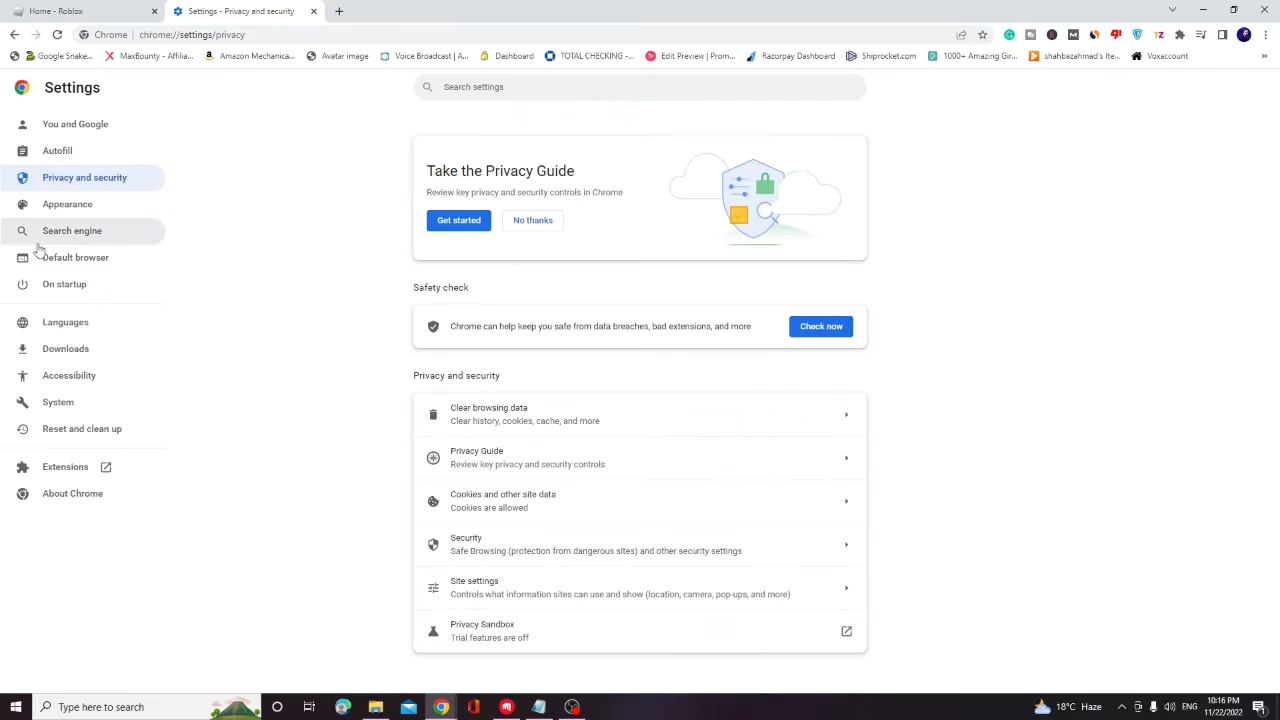 Home - Roblox
Settings - Privacy and security
Chrome
chrome://settings/privacy
Google Snake...
MaxBounty - Affilia...
Amazon Mechanica...
Avatar image
Voice Broadcast | A...
Dashboard
TOTAL CHECKING -...
Edit Preview | Prom...
Razorpay Dashboard
Shiprocket.com
1000+ Amazing Gir...
shahbazahmad's Ite...
Voxaccount
Settings
Search settings
You and Google
Autofill
Privacy and security
Appearance
Search engine
Default browser
On startup
Languages
Downloads
Accessibility
System
Reset and clean up
Extensions
About Chrome
Take the Privacy Guide
Review key privacy and security controls in Chrome
Get started
No thanks
Safety check
Chrome can help keep you safe from data breaches, bad extensions, and more
Check now
Privacy and security
Clear browsing data
Clear history, cookies, cache, and more
Privacy Guide
Review key privacy and security controls
Cookies and other site data
Cookies are allowed
Security
Safe Browsing (protection from dangerous sites) and other security settings
Site settings
Controls what information sites can use and show (location, camera, pop-ups, and more)
Privacy Sandbox
Trial features are off
Type here to search
18°C Haze
ENG
10:16 PM
11/22/2022